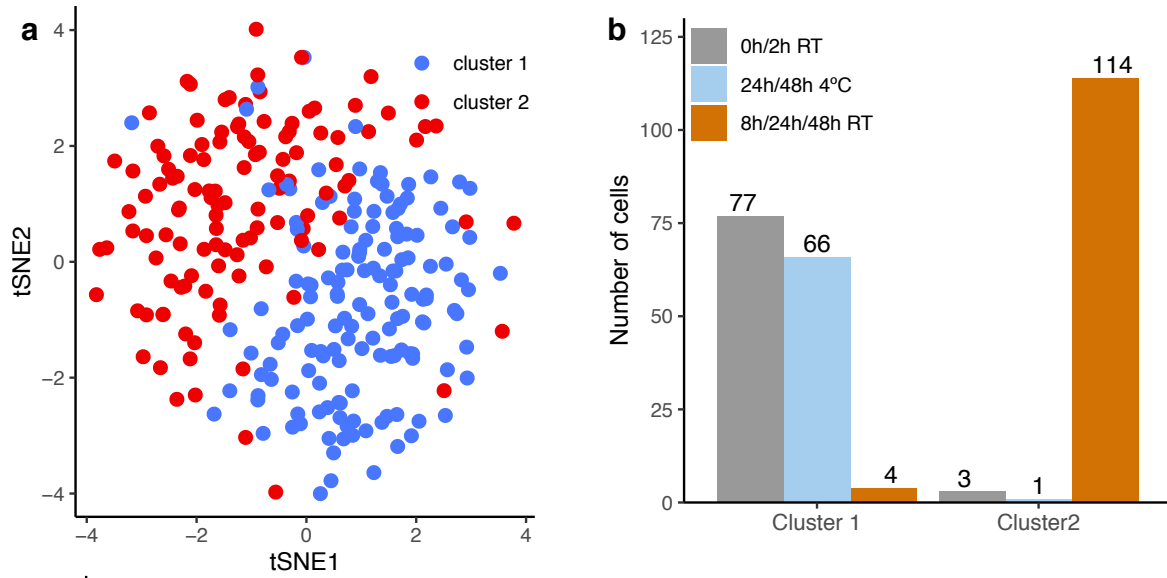 a
4
2
0
−2
−4
tSNE2
−4
−2
0
2
4
tSNE1
cluster 1
cluster 2
b
125
100
75
50
25
0
Number of cells
0h/2h RT
24h/48h 4ºC
8h/24h/48h RT
77
66
4
3
1
114
Cluster 1
Cluster2